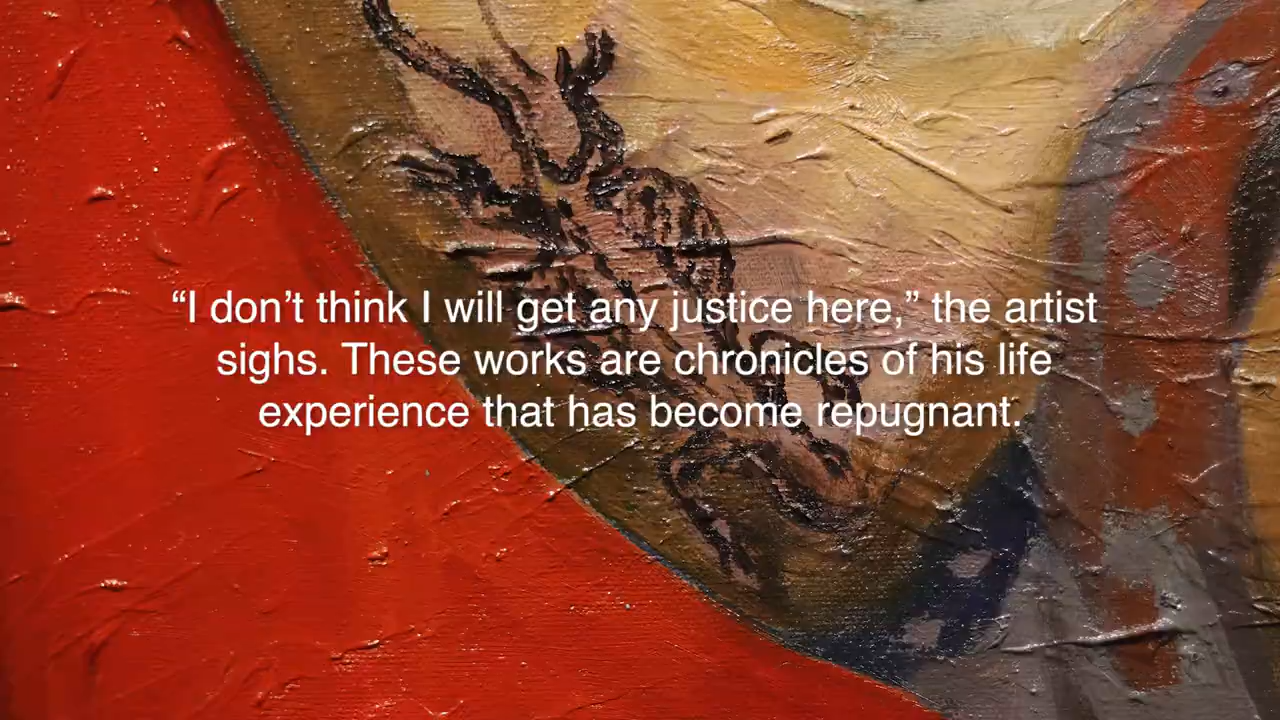 “I don’t think I will get any justice here,” the artist
sighs. These works are chronicles of his life
experience that has become repugnant.